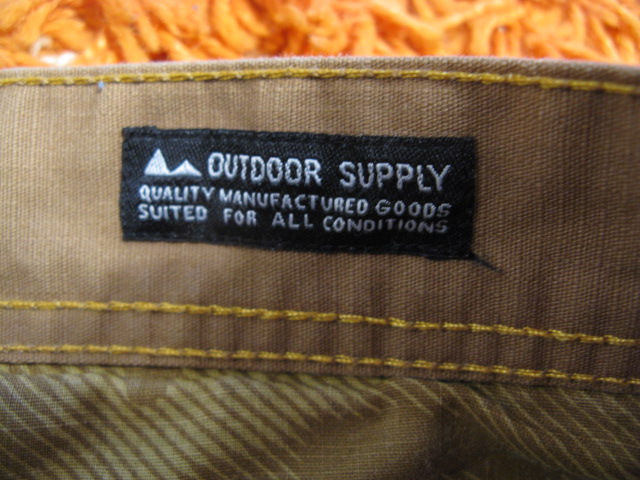 OUTDOOR SUPPLY
QUALITY MANUFACTURED GOODS
SUITED FOR ALL CONDITIONS